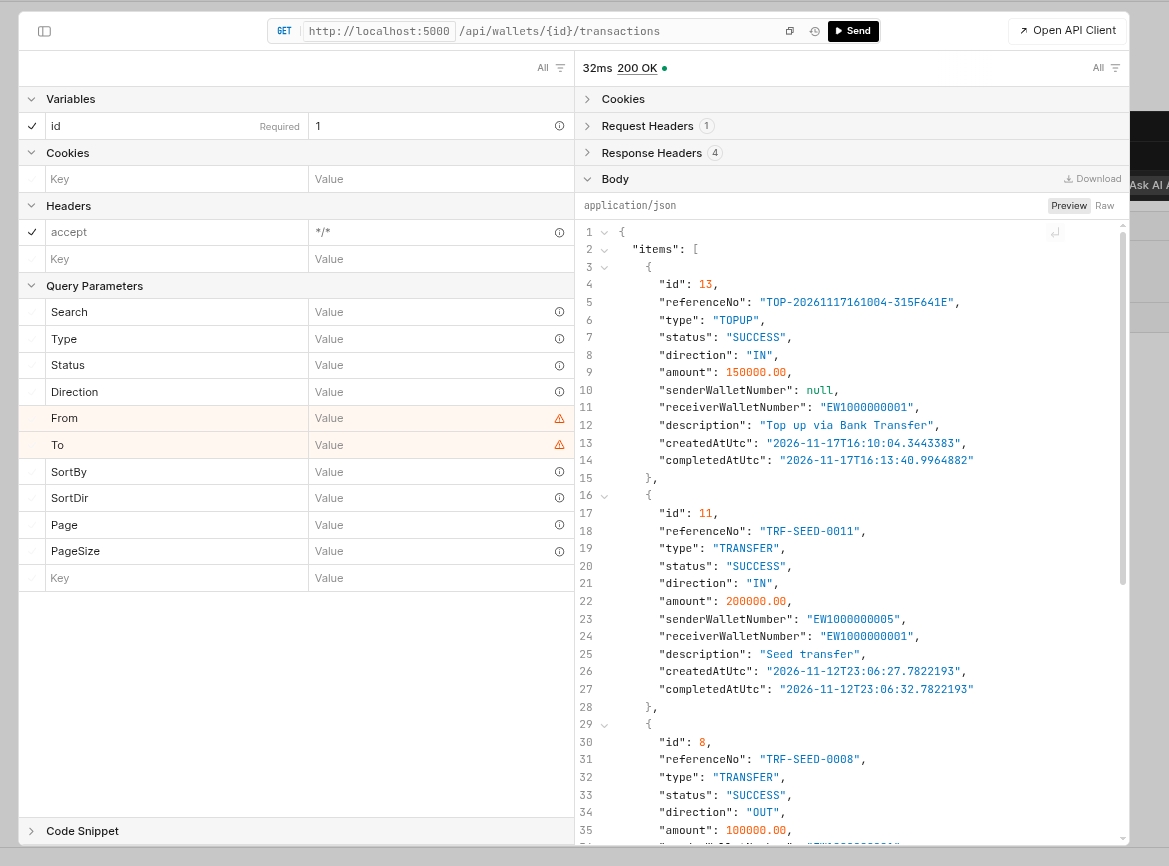 GET http://localhost:5000 /api/wallets/{id}/transactions Send
Open API Client
All
Variables
id Required 1
Cookies
Key Value
Headers
accept */*
Key Value
Query Parameters
Search Value
Type Value
Status Value
Direction Value
From Value
To Value
SortBy Value
SortDir Value
Page Value
PageSize Value
Key Value
Code Snippet
32ms 200 OK All
Cookies
Request Headers 1
Response Headers 4
Body Download
application/json Preview Raw
1 {
2 "items": [
3 {
4 "id": 13,
5 "referenceNo": "TOP-20261117161004-315F641E",
6 "type": "TOPUP",
7 "status": "SUCCESS",
8 "direction": "IN",
9 "amount": 150000.00,
10 "senderWalletNumber": null,
11 "receiverWalletNumber": "EW1000000001",
12 "description": "Top up via Bank Transfer",
13 "createdAtUtc": "2026-11-17T16:10:04.3443383",
14 "completedAtUtc": "2026-11-17T16:13:40.9964882"
15 },
16 {
17 "id": 11,
18 "referenceNo": "TRF-SEED-0011",
19 "type": "TRANSFER",
20 "status": "SUCCESS",
21 "direction": "IN",
22 "amount": 200000.00,
23 "senderWalletNumber": "EW1000000005",
24 "receiverWalletNumber": "EW1000000001",
25 "description": "Seed transfer",
26 "createdAtUtc": "2026-11-12T23:06:27.7822193",
27 "completedAtUtc": "2026-11-12T23:06:32.7822193"
28 },
29 {
30 "id": 8,
31 "referenceNo": "TRF-SEED-0008",
32 "type": "TRANSFER",
33 "status": "SUCCESS",
34 "direction": "OUT",
35 "amount": 100000.00,
Ask AI